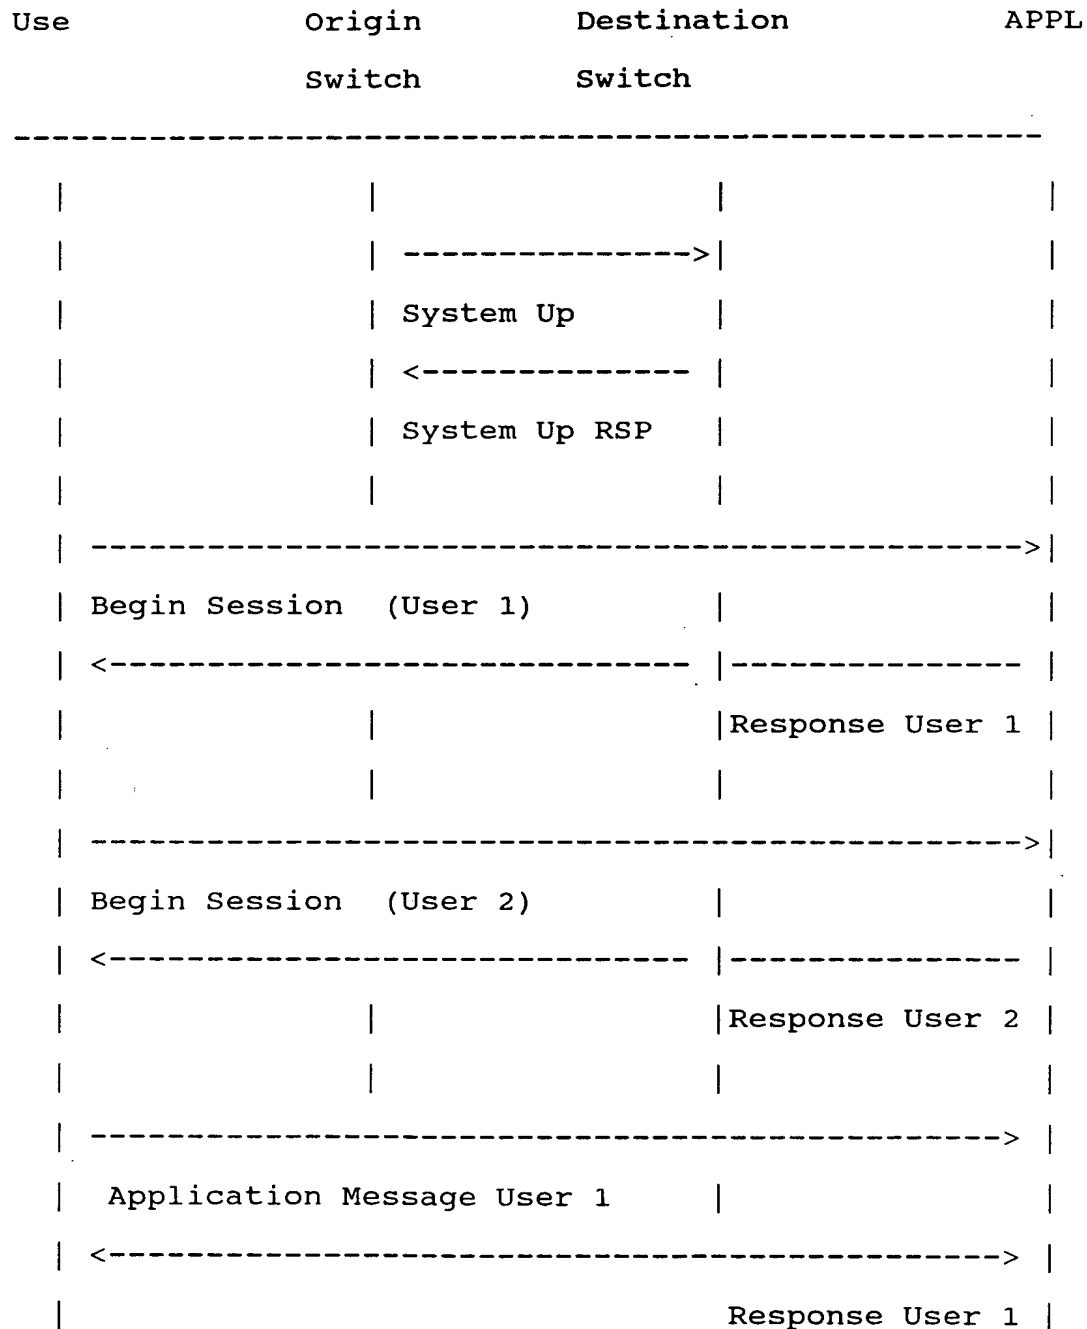 Use Origin Destination APPL
Switch Switch
System Up
System Up RSP
Begin Session (User 1)
Response User 1
Begin Session (User 2)
Response User 2
Application Message User 1
Response User 1